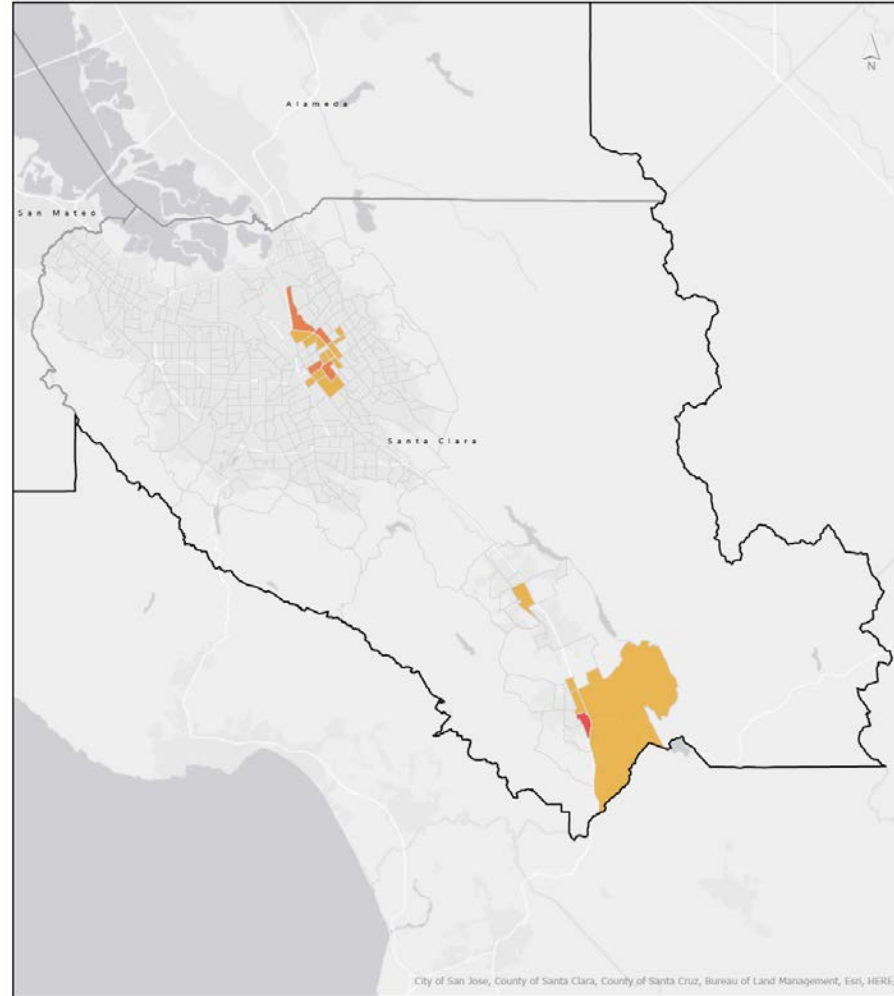 N
Alameda
San Mateo
Santa Clara
City of San Jose, County of Santa Clara, County of Santa Cruz, Bureau of Land Management, Esri, HERE